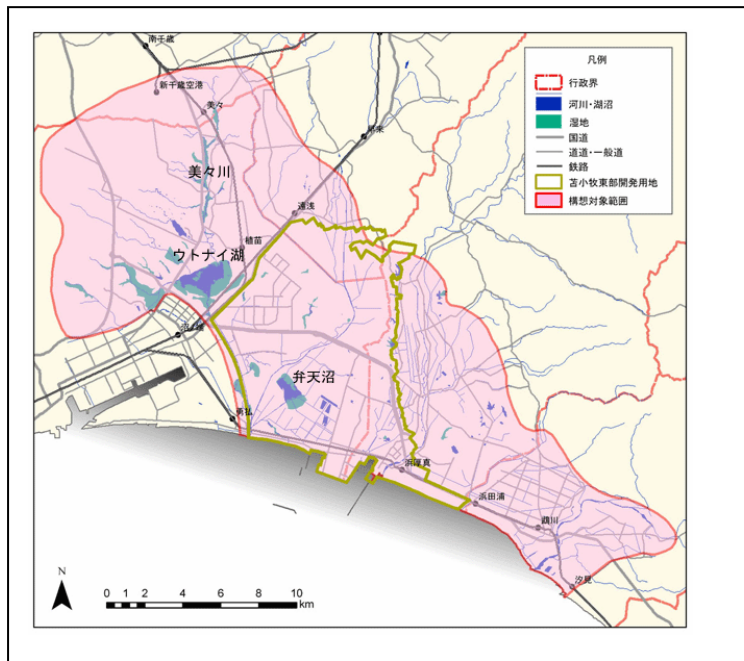 南千歳
新千歳空港
美々
美々川
早来
遠浅
植苗
ウトナイ湖
弁天沼
勇払
浜厚真
浜田浦
鵡川
汐見
凡例
行政界
河川・湖沼
湿地
国道
道道・一般道
鉄路
苫小牧東部開発用地
構想対象範囲
N
0 1 2 4 6 8 10
km